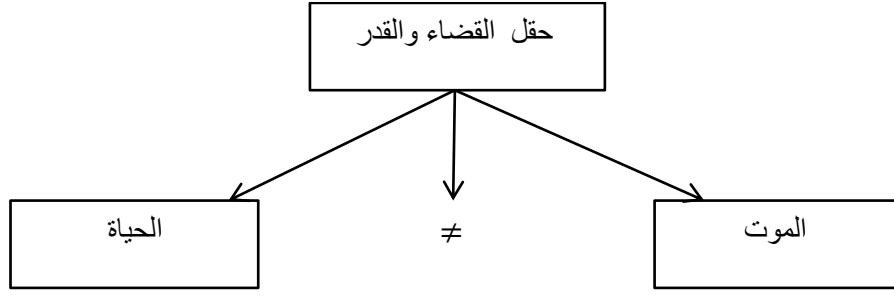 حقل القضاء والقدر
الموت ≠ الحياة